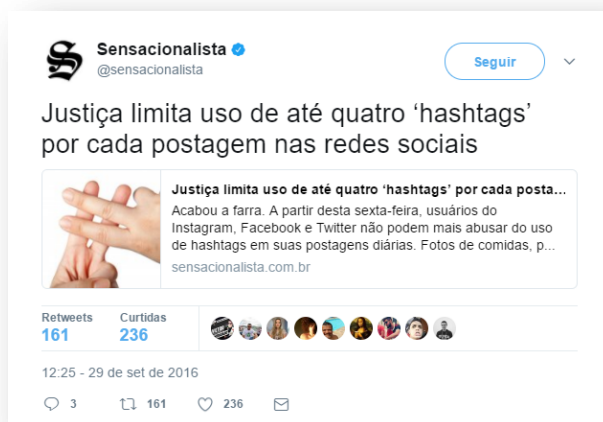 Sensacionalista
@sensacionalista
Seguir
Justiça limita uso de até quatro ‘hashtags’
por cada postagem nas redes sociais
Justiça limita uso de até quatro ‘hashtags’ por cada posta...
Acabou a farra. A partir desta sexta-feira, usuários do
Instagram, Facebook e Twitter não podem mais abusar do uso
de hashtags em suas postagens diárias. Fotos de comidas, p...
sensacionalista.com.br
Retweets Curtidas
161 236
12:25 - 29 de set de 2016
3 161 236